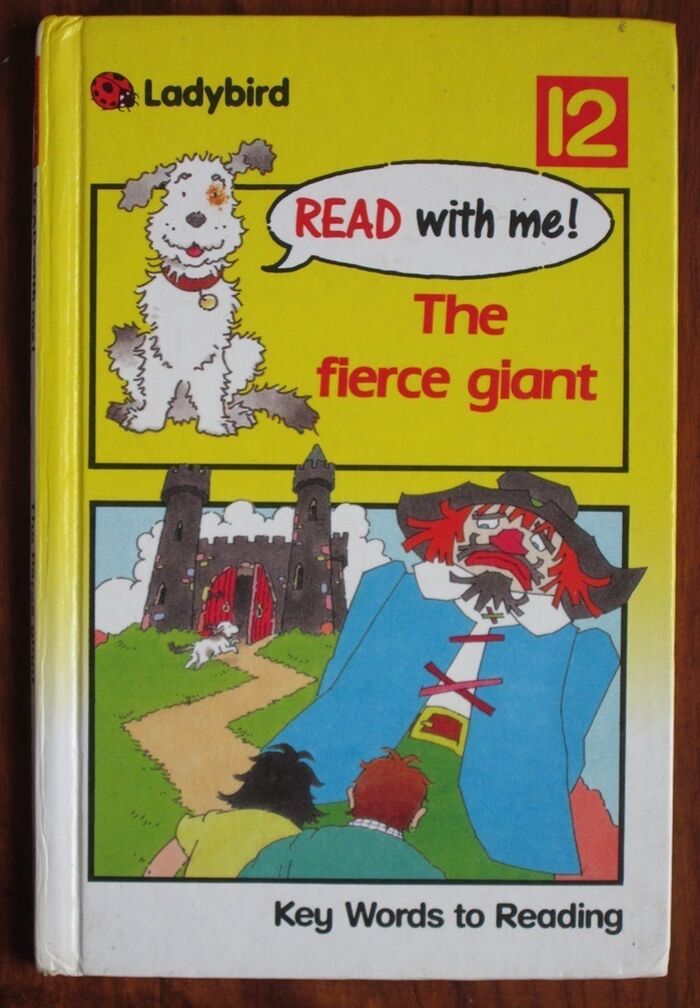 Ladybird
12
READ with me!
The
fierce giant
Key Words to Reading